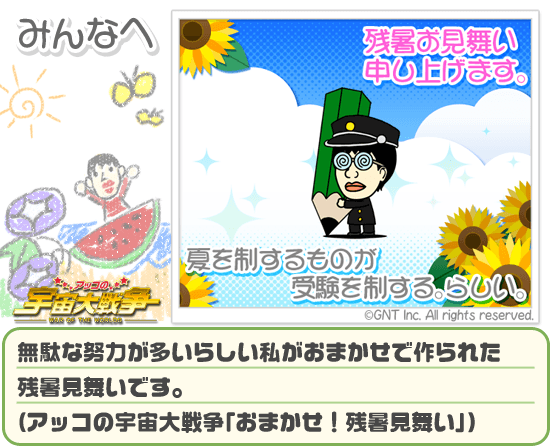 みんなへ
残暑お見舞い
申し上げます。
夏を制するものが
受験を制する。らしい。
アッコの
宇宙大戦争
WAR OF THE WORLDS
©GNT Inc. All rights reserved.
無駄な努力が多いらしい私がおまかせで作られた
残暑見舞いです。
(アッコの宇宙大戦争「おまかせ!残暑見舞い」)